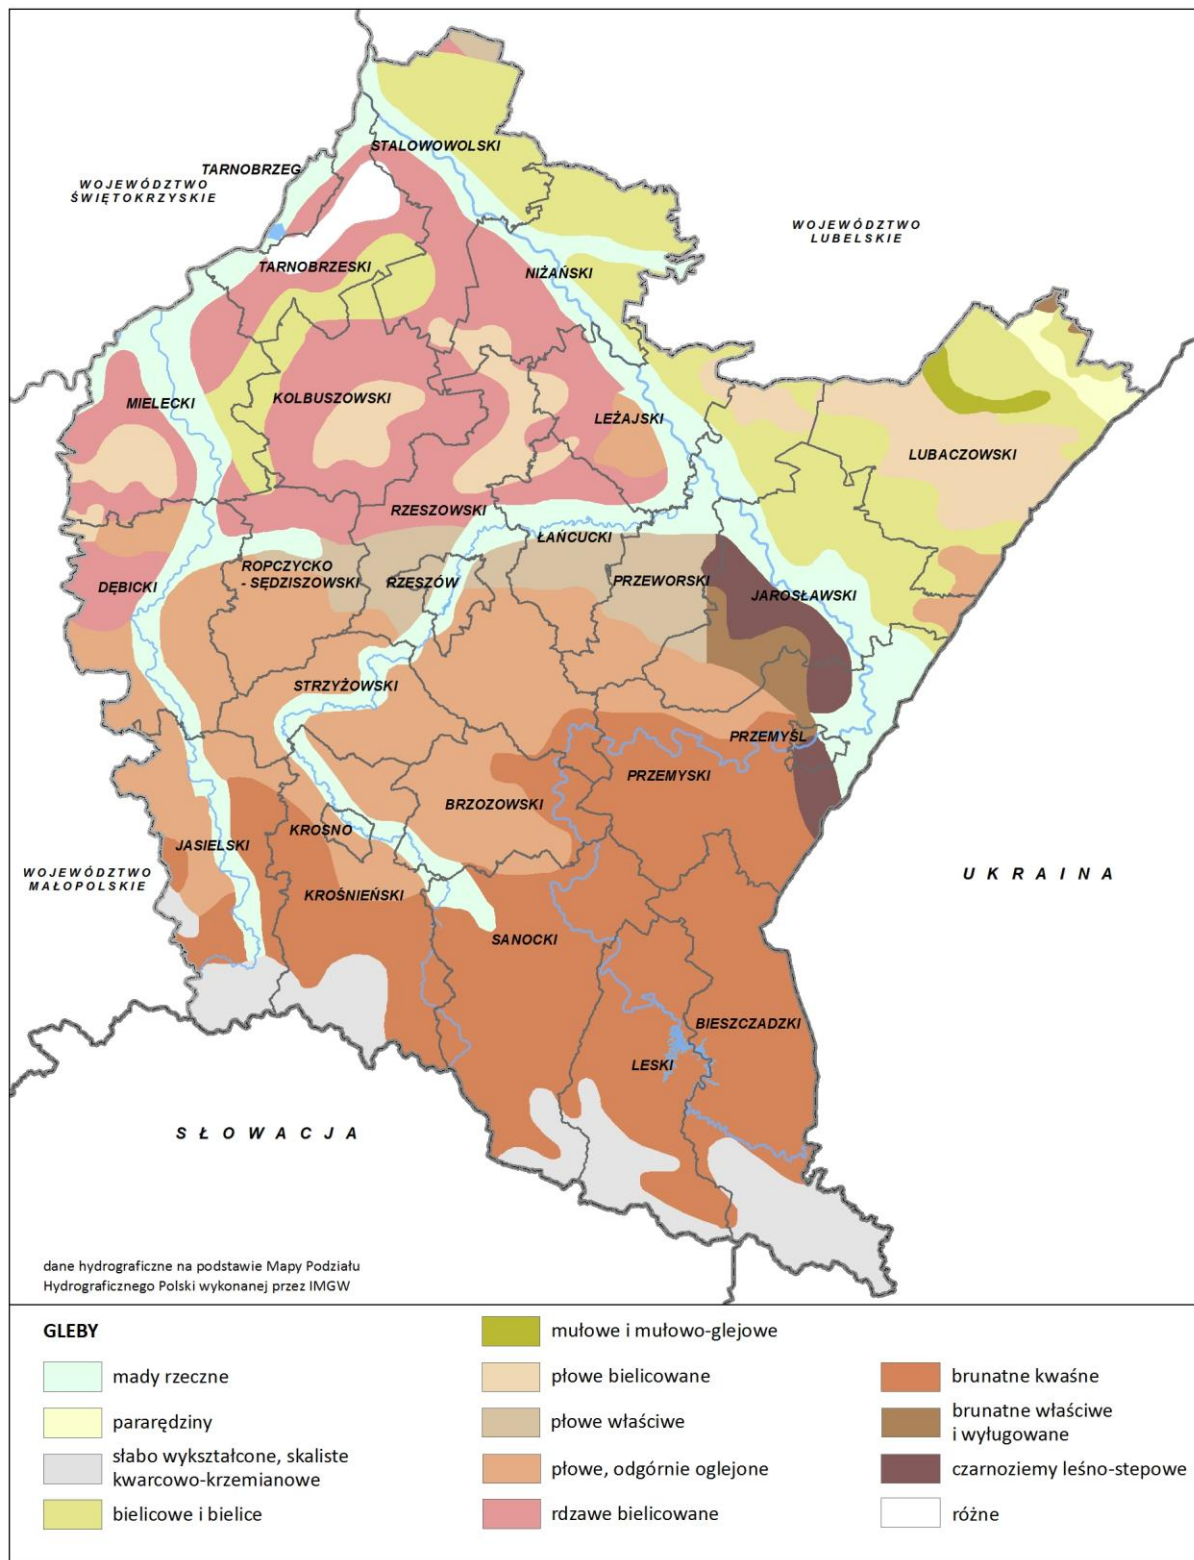 STALOWOWOLSKI
TARNOBRZEG
WOJEWÓDZTWO
ŚWIĘTOKRZYSKIE
WOJEWÓDZTWO
LUBELSKIE
TARNOBRZESKI
NIŻAŃSKI
MIELECKI
KOLBUSZOWSKI
LEŻAJSKI
LUBACZOWSKI
RZESZOWSKI
ŁAŃCUCKI
ROPCZYCKO
- SĘDZISZOWSKI
RZESZÓW
PRZEWORSKI
DĘBICKI
JAROSŁAWSKI
STRZYŻOWSKI
PRZEMYŚL
PRZEMYSKI
BRZOZOWSKI
KROSNO
JASIELSKI
WOJEWÓDZTWO
MAŁOPOLSKIE
KROŚNIEŃSKI
UKRAINA
SANOCKI
BIESZCZADZKI
LESKI
SŁOWACJA
dane hydrograficzne na podstawie Mapy Podziału
Hydrograficznego Polski wykonanej przez IMGW
GLEBY
mady rzeczne
pararędziny
słabo wykształcone, skaliste
kwarcowo-krzemianowe
bielicowe i bielice
mułowe i mułowo-glejowe
płowe bielicowane
płowe właściwe
płowe, odgórnie oglejone
rdzawe bielicowane
brunatne kwaśne
brunatne właściwe
i wyługowane
czarnoziemy leśno-stepowe
różne